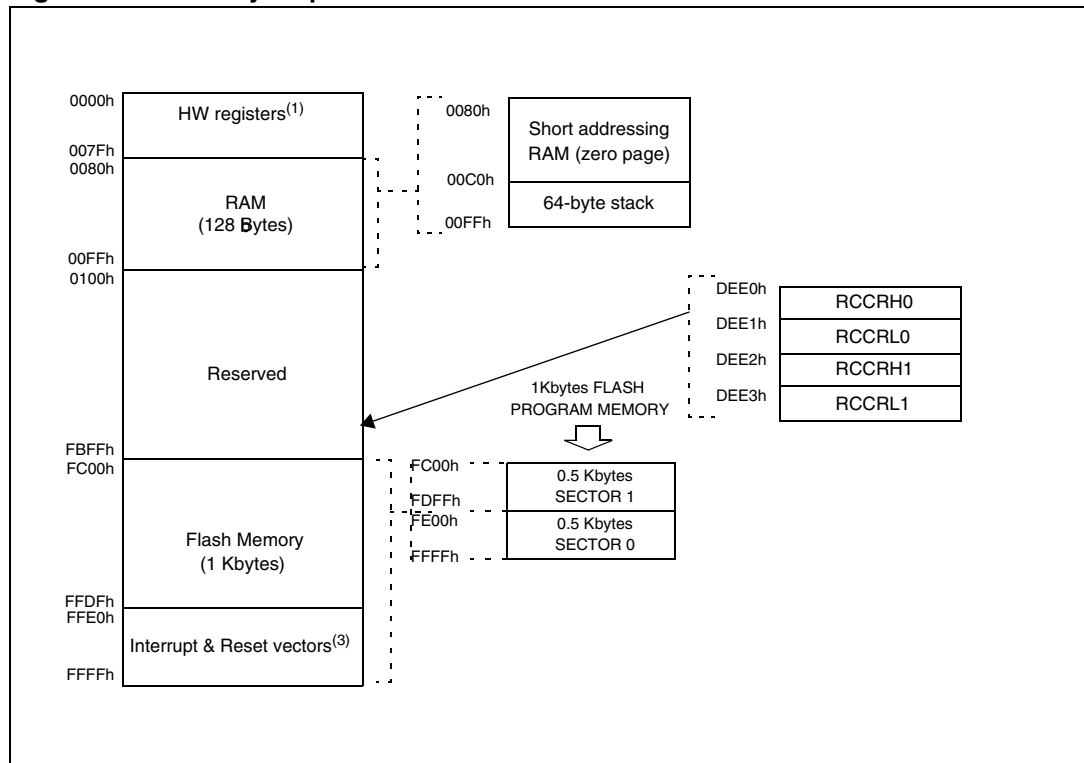 0000h
HW registers(1)
007Fh
0080h
RAM
(128 Bytes)
00FFh
0100h
Reserved
FBFFh
FC00h
Flash Memory
(1 Kbytes)
FFDFh
FFE0h
Interrupt & Reset vectors(3)
FFFFh
0080h
Short addressing
RAM (zero page)
00C0h
64-byte stack
00FFh
DEE0h
RCCRH0
DEE1h
RCCRL0
DEE2h
RCCRH1
DEE3h
RCCRL1
1Kbytes FLASH
PROGRAM MEMORY
FC00h
0.5 Kbytes
SECTOR 1
FDFFh
FE00h
0.5 Kbytes
SECTOR 0
FFFFh